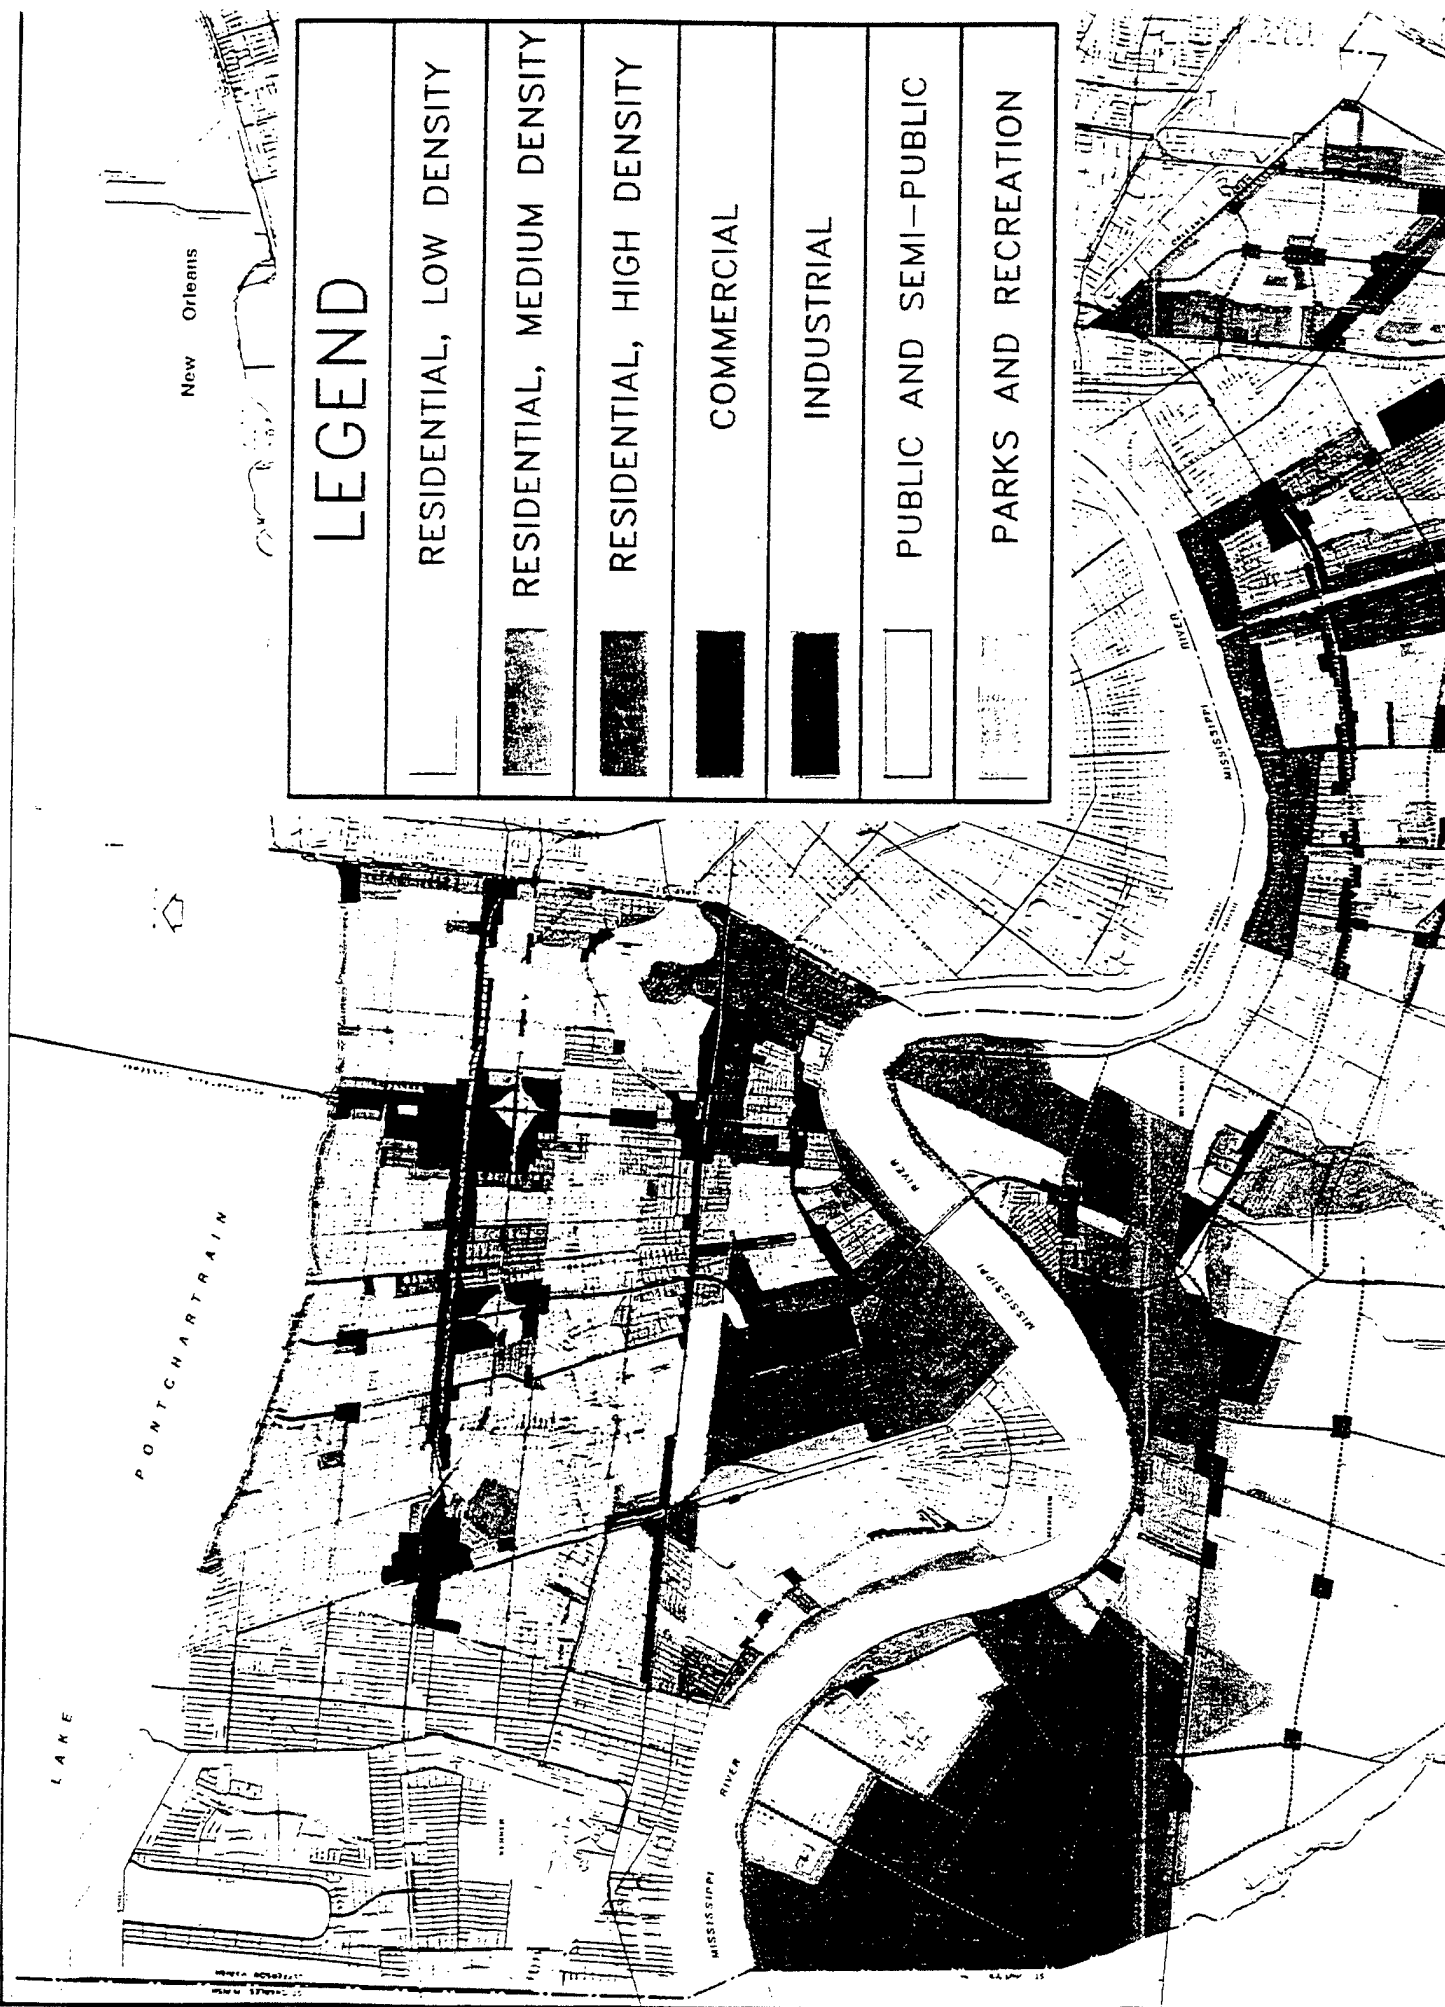 LEGEND
RESIDENTIAL, LOW DENSITY
RESIDENTIAL, MEDIUM DENSITY
RESIDENTIAL, HIGH DENSITY
COMMERCIAL
INDUSTRIAL
PUBLIC AND SEMI-PUBLIC
PARKS AND RECREATION
New Orleans
LAKE PONTCHARTRAIN
KENNER
MISSISSIPPI RIVER
MISSISSIPPI RIVER
MISSISSIPPI RIVER